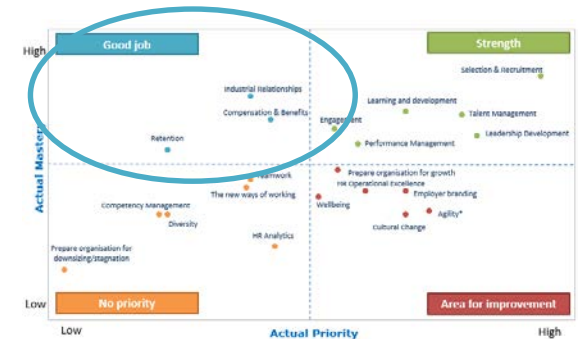 High
Good job
Strength
Selection & Recruitment
Industrial Relationships
Learning and development
Compensation & Benefits
Talent Management
Engagement
Leadership Development
Retention
Performance Management
Actual Mastery
Teamwork
Prepare organisation for growth
HR Operational Excellence
The new ways of working
Employer branding
Wellbeing
Competency Management
Agility*
Diversity
Cultural Change
HR Analytics
Prepare organisation for
downsizing/stagnation
Low
No priority
Area for improvement
Low
Actual Priority
High